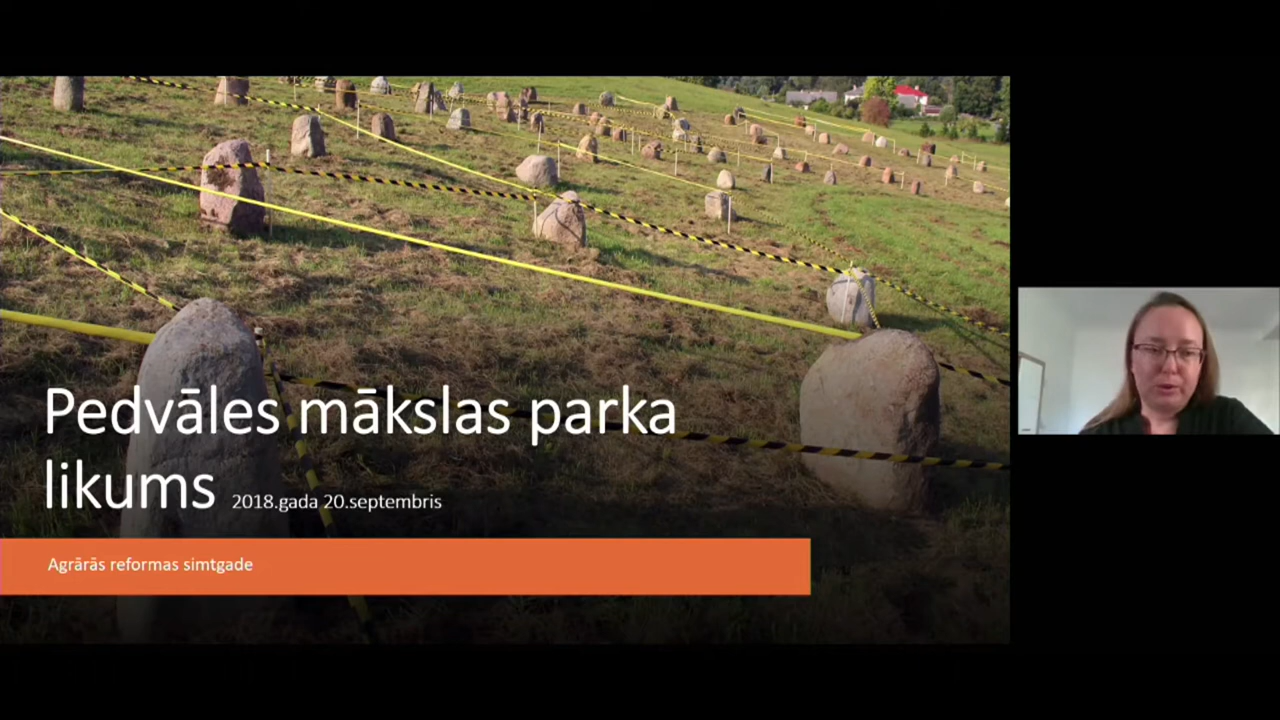 Pedvāles mākslas parka
likums 2018.gada 20.septembris
Agrārās reformas simtgade